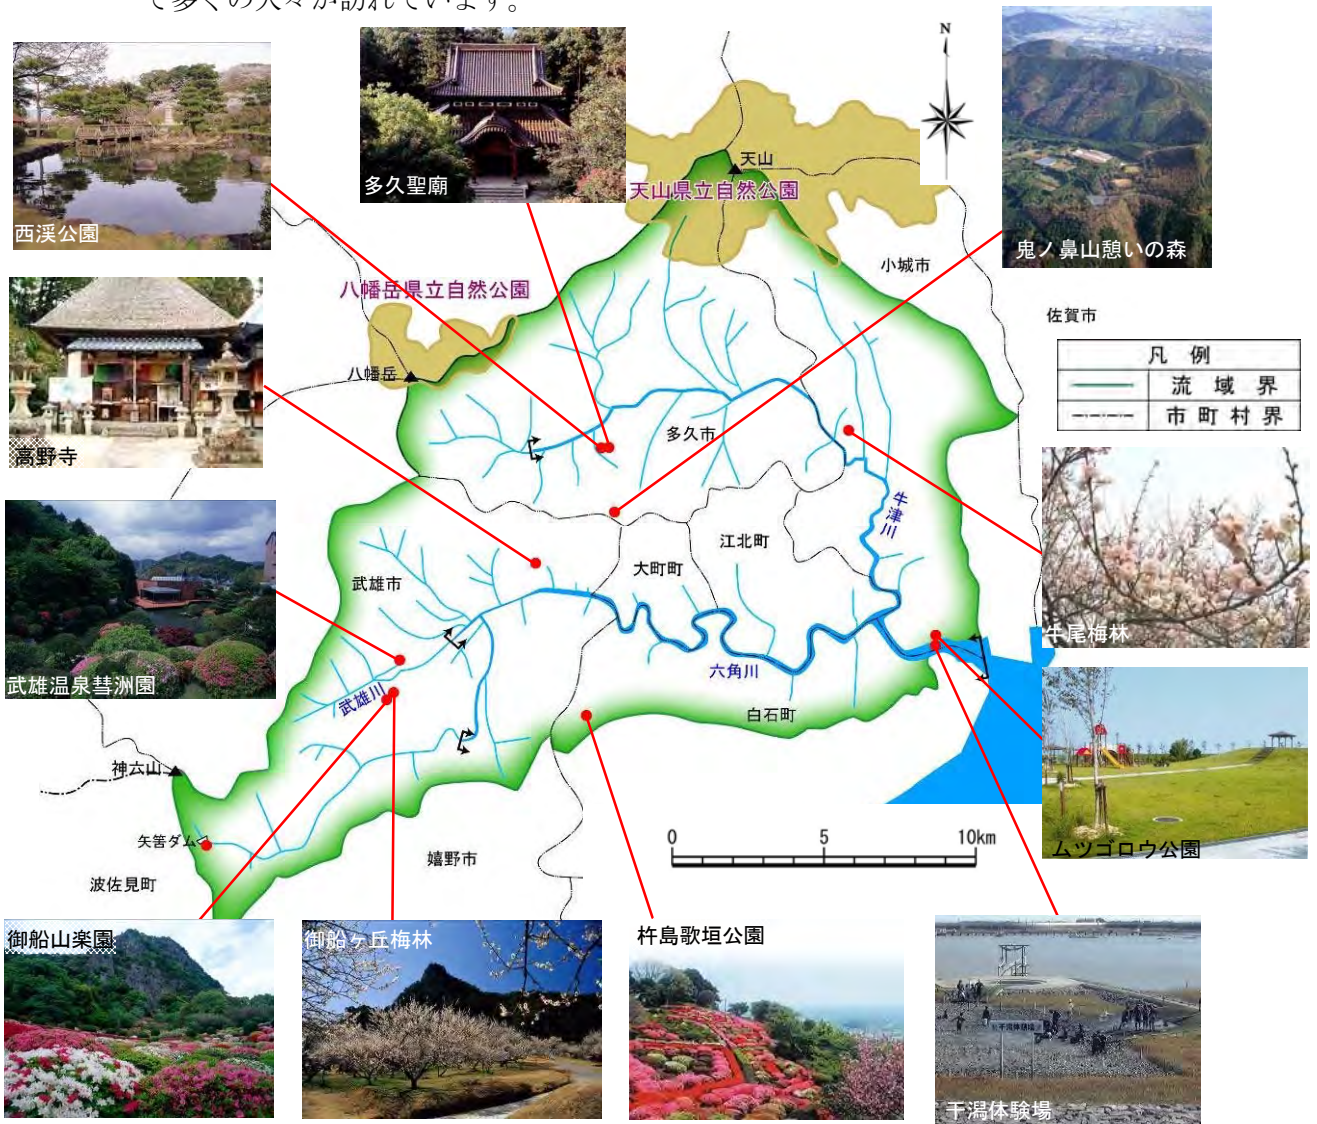 で多くの人々が訪れています。
N
西渓公園
多久聖廟
天山
天山県立自然公園
鬼ノ鼻山憩いの森
小城市
八幡岳県立自然公園
佐賀市
凡 例
流 域 界
市 町 村 界
八幡岳
多久市
高野寺
牛津川
江北町
大町町
武雄市
牛尾梅林
武雄温泉彗洲園
武雄川
六角川
白石町
神六山
矢筈ダム
波佐見町
嬉野市
0 5 10km
ムツゴロウ公園
御船山楽園
御船ヶ丘梅林
杵島歌垣公園
干潟体験場
干潟体験場